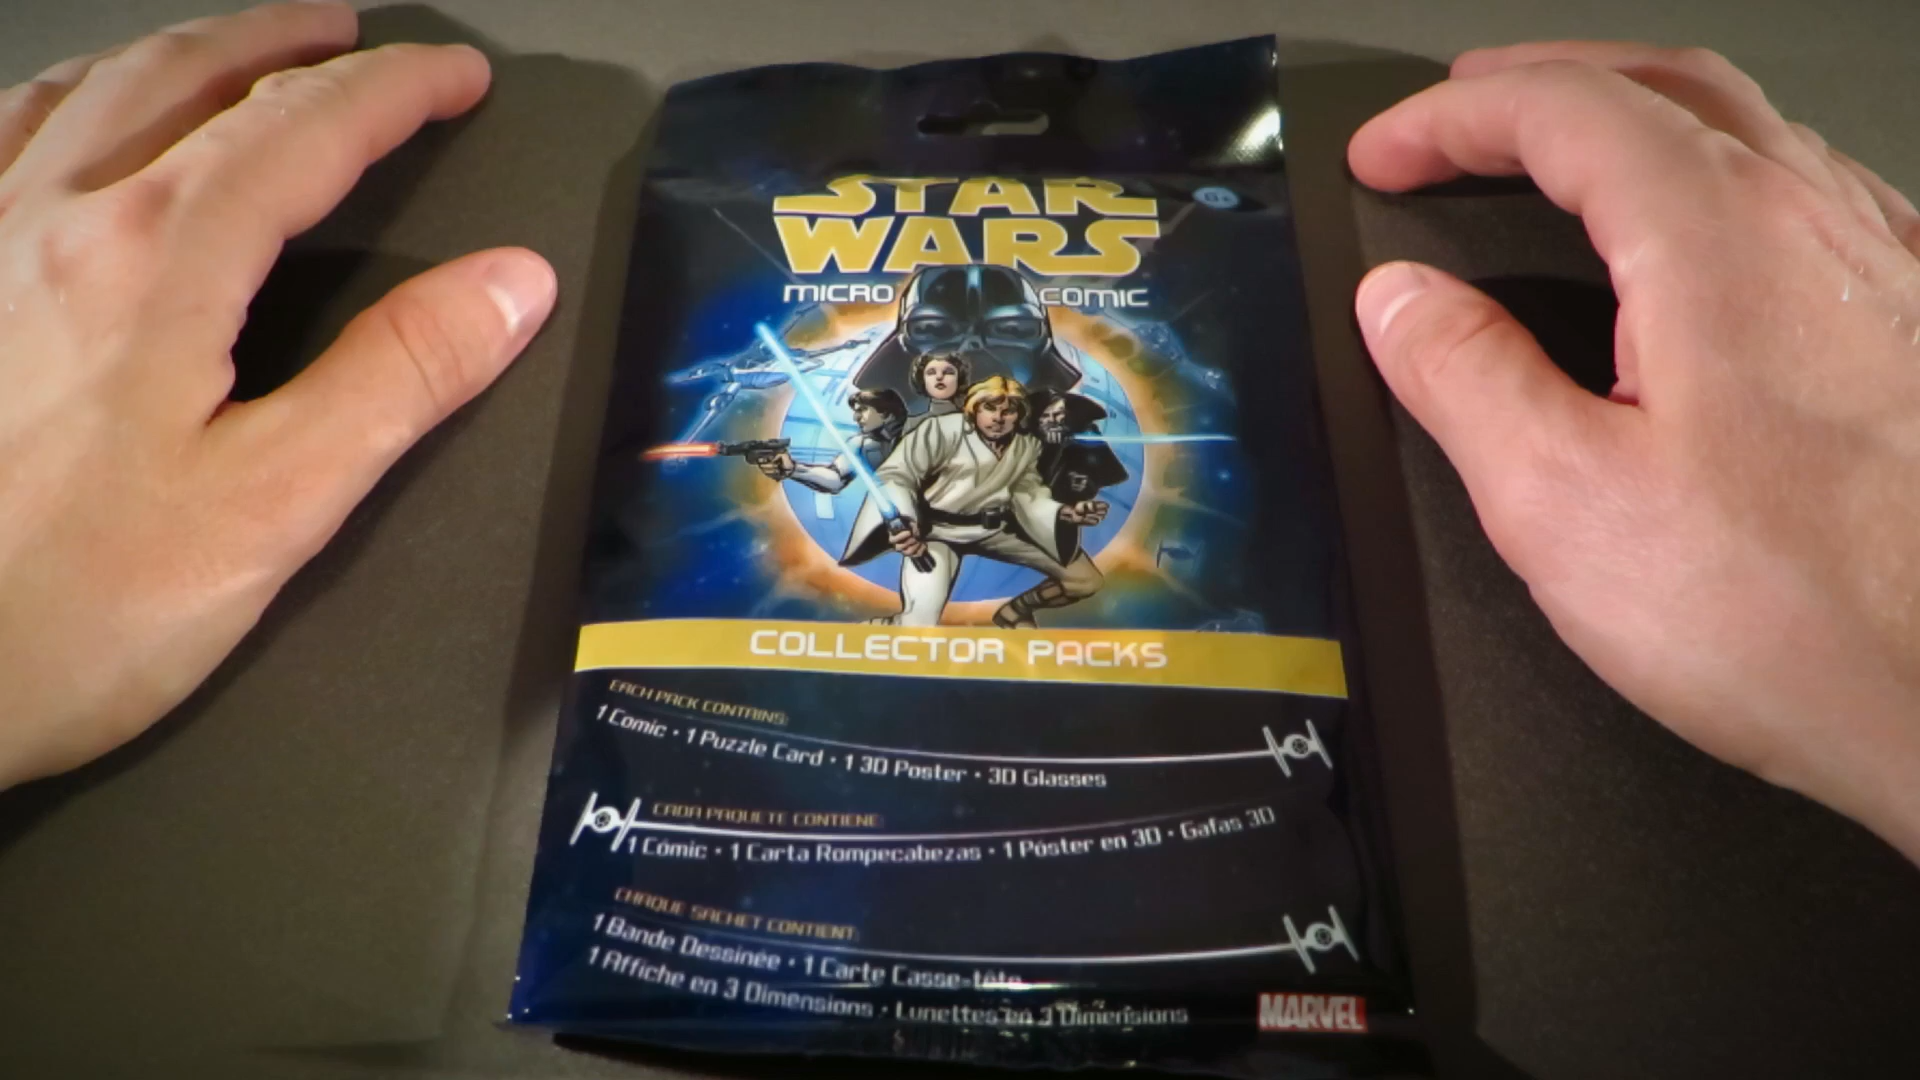 STAR
WARS
MICRO COMIC
6+
COLLECTOR PACKS
EACH PACK CONTAINS:
1 Comic • 1 Puzzle Card • 1 3D Poster • 3D Glasses
CADA PAQUETE CONTIENE:
1 Cómic • 1 Carta Rompecabezas • 1 Póster en 3D • Gafas 3D
CHAQUE SACHET CONTIENT:
1 Bande Dessinée • 1 Carte Casse-tête
1 Affiche en 3 Dimensions • Lunettes en 3 Dimensions
MARVEL